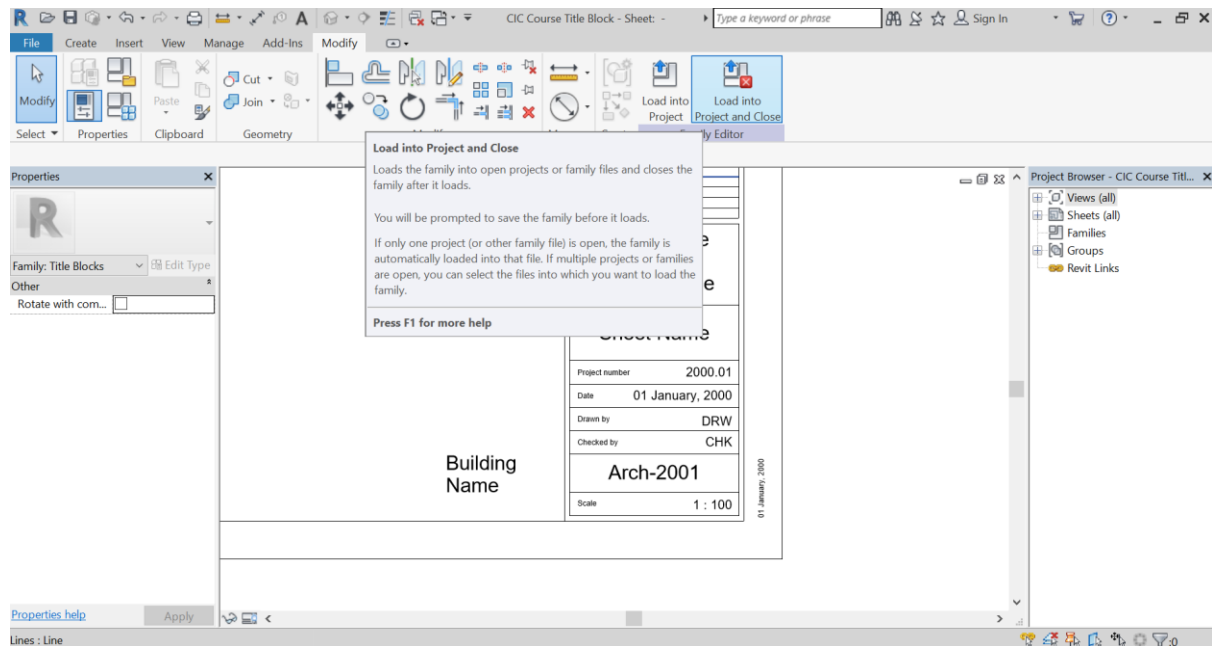 CIC Course Title Block - Sheet: -
Type a keyword or phrase
Sign In
File Create Insert View Manage Add-Ins Modify
Modify
Paste
Cut
Join
Load into
Project
Load into
Project and Close
Select Properties Clipboard Geometry
Family Editor
Load into Project and Close
Loads the family into open projects or family files and closes the
family after it loads.
You will be prompted to save the family before it loads.
If only one project (or other family file) is open, the family is
automatically loaded into that file. If multiple projects or families
are open, you can select the files into which you want to load the
family.
Press F1 for more help
Properties
R
Family: Title Blocks
Edit Type
Other
Rotate with com...
Sheet Name
Project number 2000.01
Date 01 January, 2000
Drawn by DRW
Checked by CHK
Building
Name
Arch-2001
Scale 1 : 100
01 January, 2000
Project Browser - CIC Course Titl...
Views (all)
Sheets (all)
Families
Groups
Revit Links
Properties help
Apply
Lines : Line
:0